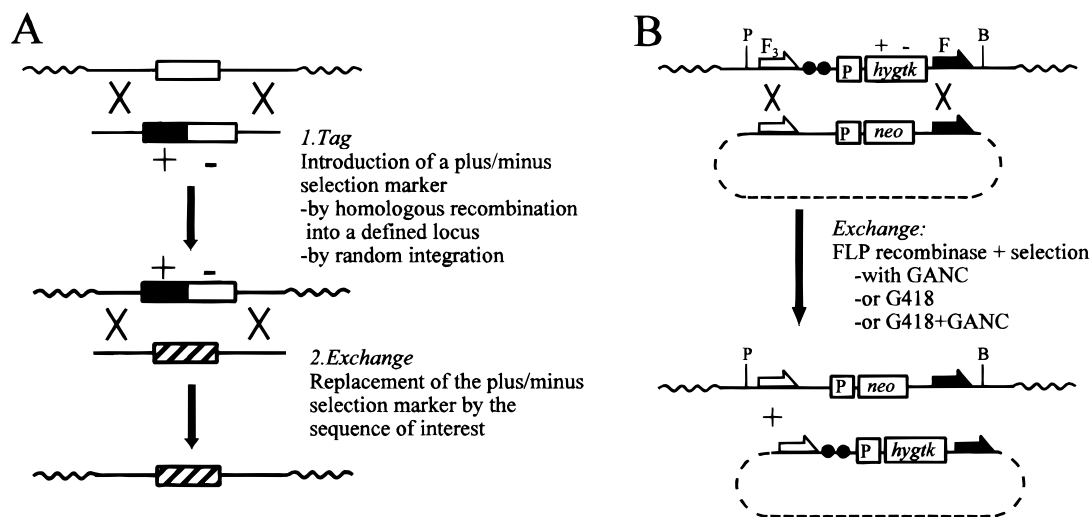 A
+ -
1.Tag
Introduction of a plus/minus
selection marker
-by homologous recombination
into a defined locus
-by random integration
+ -
2.Exchange
Replacement of the plus/minus
selection marker by the
sequence of interest
B
P F3 + - F B
P hygtk
P neo
Exchange:
FLP recombinase + selection
-with GANC
-or G418
-or G418+GANC
P B
P neo
+
P hygtk